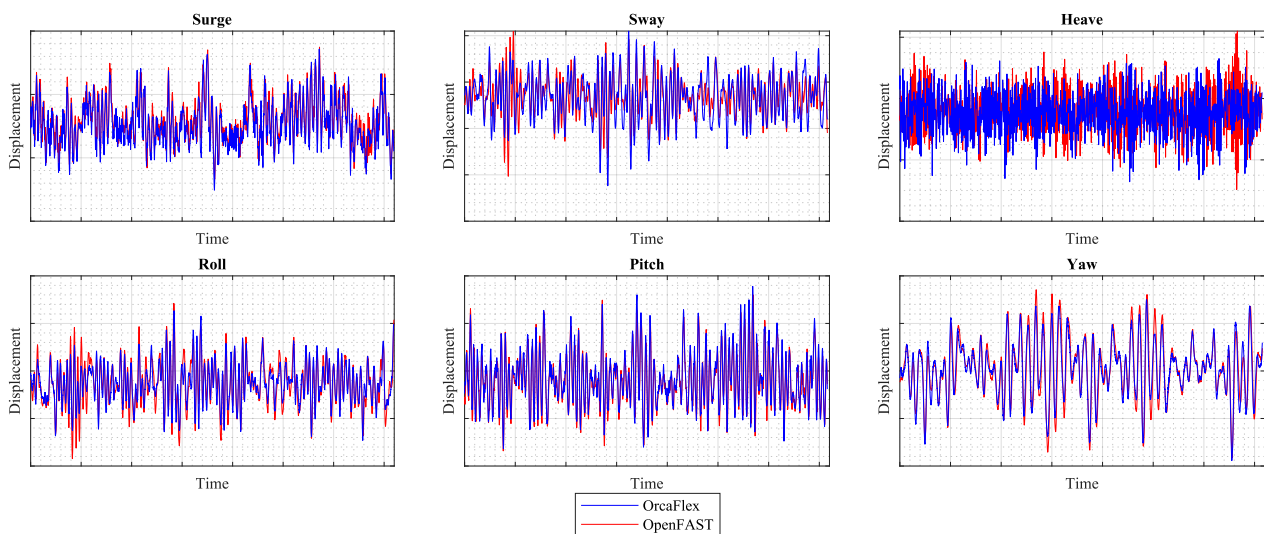 Surge
Sway
Heave
Displacement
Displacement
Displacement
Time
Time
Time
Roll
Pitch
Yaw
Displacement
Displacement
Displacement
Time
Time
Time
OrcaFlex
OpenFAST